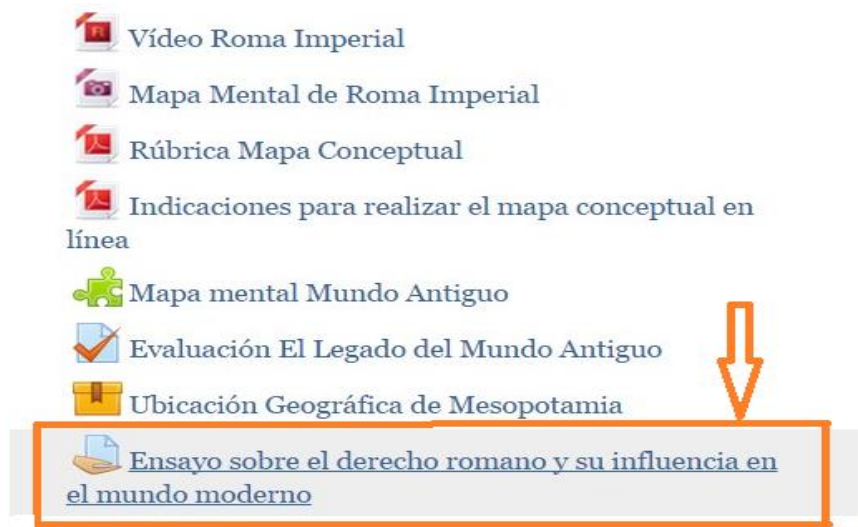 Vídeo Roma Imperial
Mapa Mental de Roma Imperial
Rúbrica Mapa Conceptual
Indicaciones para realizar el mapa conceptual en
línea
Mapa mental Mundo Antiguo
Evaluación El Legado del Mundo Antiguo
Ubicación Geográfica de Mesopotamia
Ensayo sobre el derecho romano y su influencia en
el mundo moderno